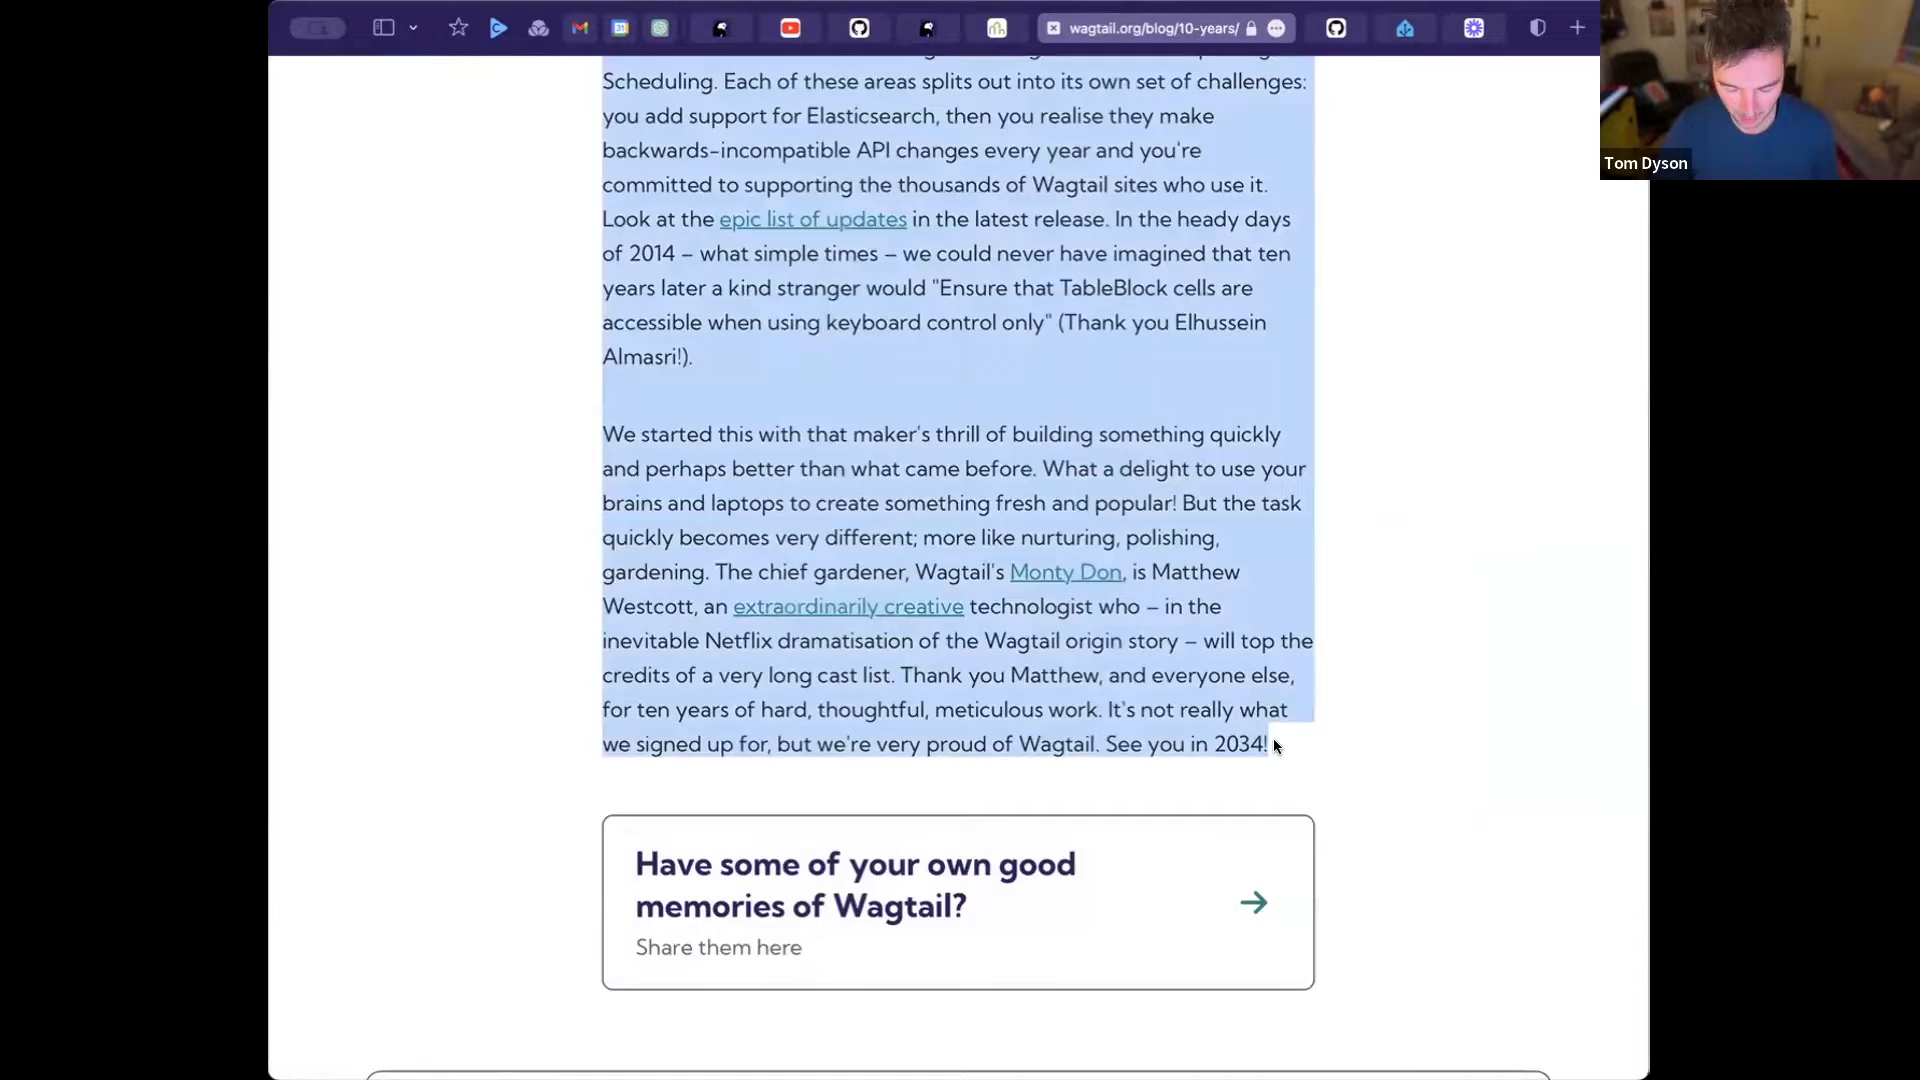 wagtail.org/blog/10-years/
Tom Dyson
Scheduling. Each of these areas splits out into its own set of challenges:
you add support for Elasticsearch, then you realise they make
backwards-incompatible API changes every year and you're
committed to supporting the thousands of Wagtail sites who use it.
Look at the epic list of updates in the latest release. In the heady days
of 2014 – what simple times – we could never have imagined that ten
years later a kind stranger would "Ensure that TableBlock cells are
accessible when using keyboard control only" (Thank you Elhussein
Almasri!).
We started this with that maker's thrill of building something quickly
and perhaps better than what came before. What a delight to use your
brains and laptops to create something fresh and popular! But the task
quickly becomes very different; more like nurturing, polishing,
gardening. The chief gardener, Wagtail's Monty Don, is Matthew
Westcott, an extraordinarily creative technologist who – in the
inevitable Netflix dramatisation of the Wagtail origin story – will top the
credits of a very long cast list. Thank you Matthew, and everyone else,
for ten years of hard, thoughtful, meticulous work. It's not really what
we signed up for, but we're very proud of Wagtail. See you in 2034!
Have some of your own good
memories of Wagtail?
Share them here